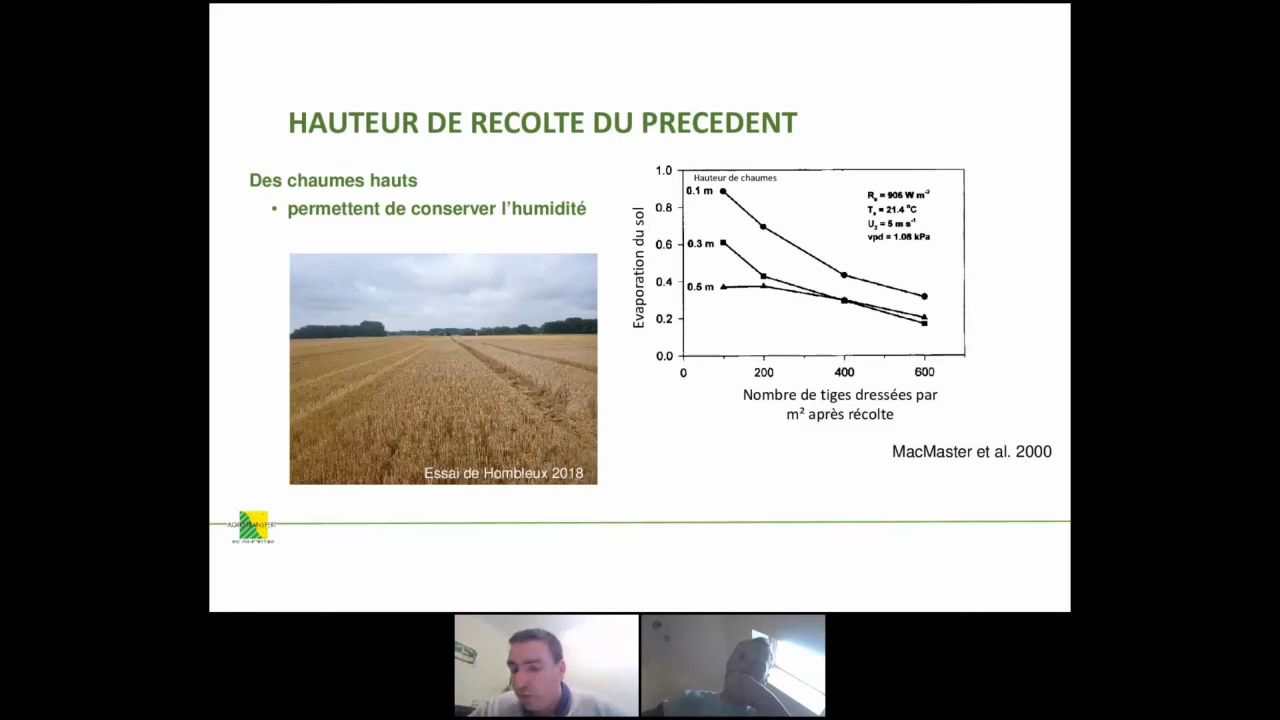 HAUTEUR DE RECOLTE DU PRECEDENT
Des chaumes hauts
• permettent de conserver l'humidité
Essai de Hombleux 2018
Evaporation du sol
1.0
0.8
0.6
0.4
0.2
0.0
Hauteur de chaumes
0.1 m
0.3 m
0.5 m
Rₙ = 906 W m⁻²
Tₐ = 21.4 °C
U₂ = 5 m s⁻¹
vpd = 1.08 kPa
0 200 400 600
Nombre de tiges dressées par
m² après récolte
MacMaster et al. 2000